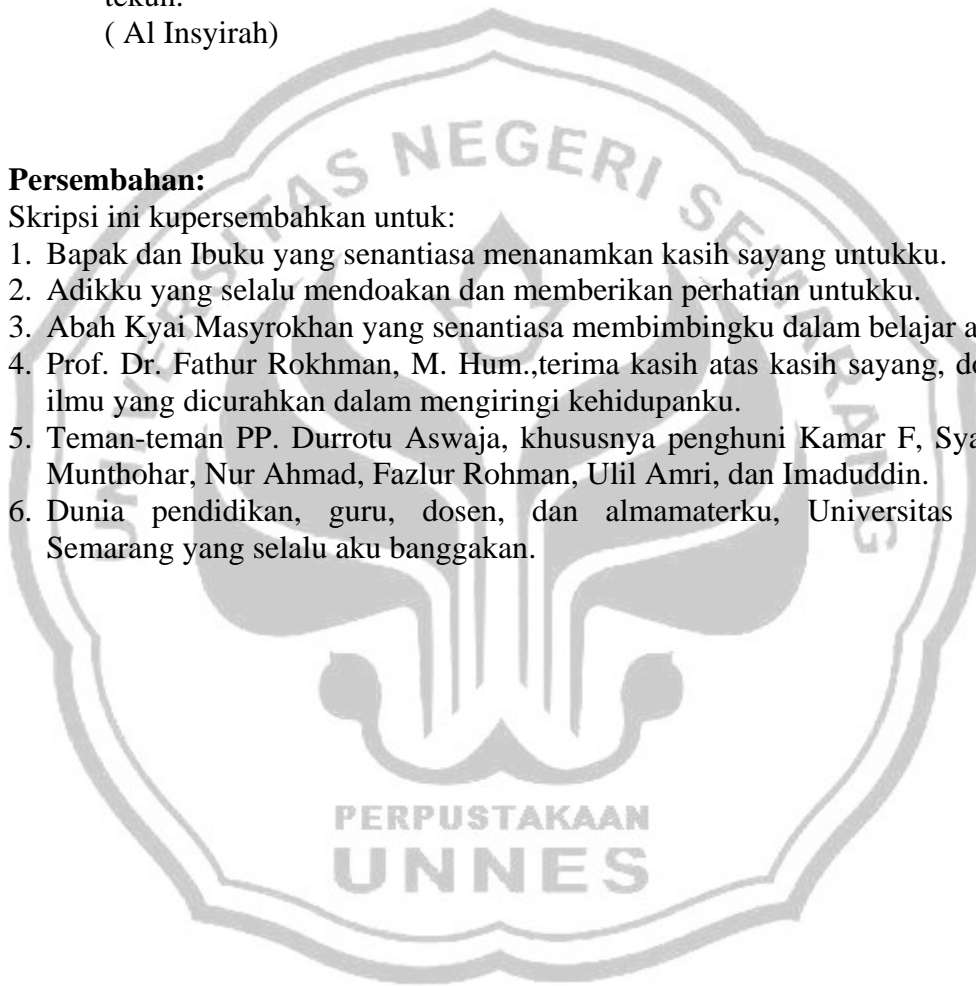 ( Al Insyirah)
Persembahan:
Skripsi ini kupersembahkan untuk:
1. Bapak dan Ibuku yang senantiasa menanamkan kasih sayang untukku.
2. Adikku yang selalu mendoakan dan memberikan perhatian untukku.
3. Abah Kyai Masyrokhan yang senantiasa membimbingku dalam belajar
4. Prof. Dr. Fathur Rokhman, M. Hum.,terima kasih atas kasih sayang,
ilmu yang dicurahkan dalam mengiringi kehidupanku.
5. Teman-teman PP. Durrotu Aswaja, khususnya penghuni Kamar F,
Munthohar, Nur Ahmad, Fazlur Rohman, Ulil Amri, dan Imaduddin.
6. Dunia pendidikan, guru, dosen, dan almamaterku, Universitas
Semarang yang selalu aku banggakan.
UNIVERSITAS NEGERI SEMARANG
PERPUSTAKAAN
UNNES